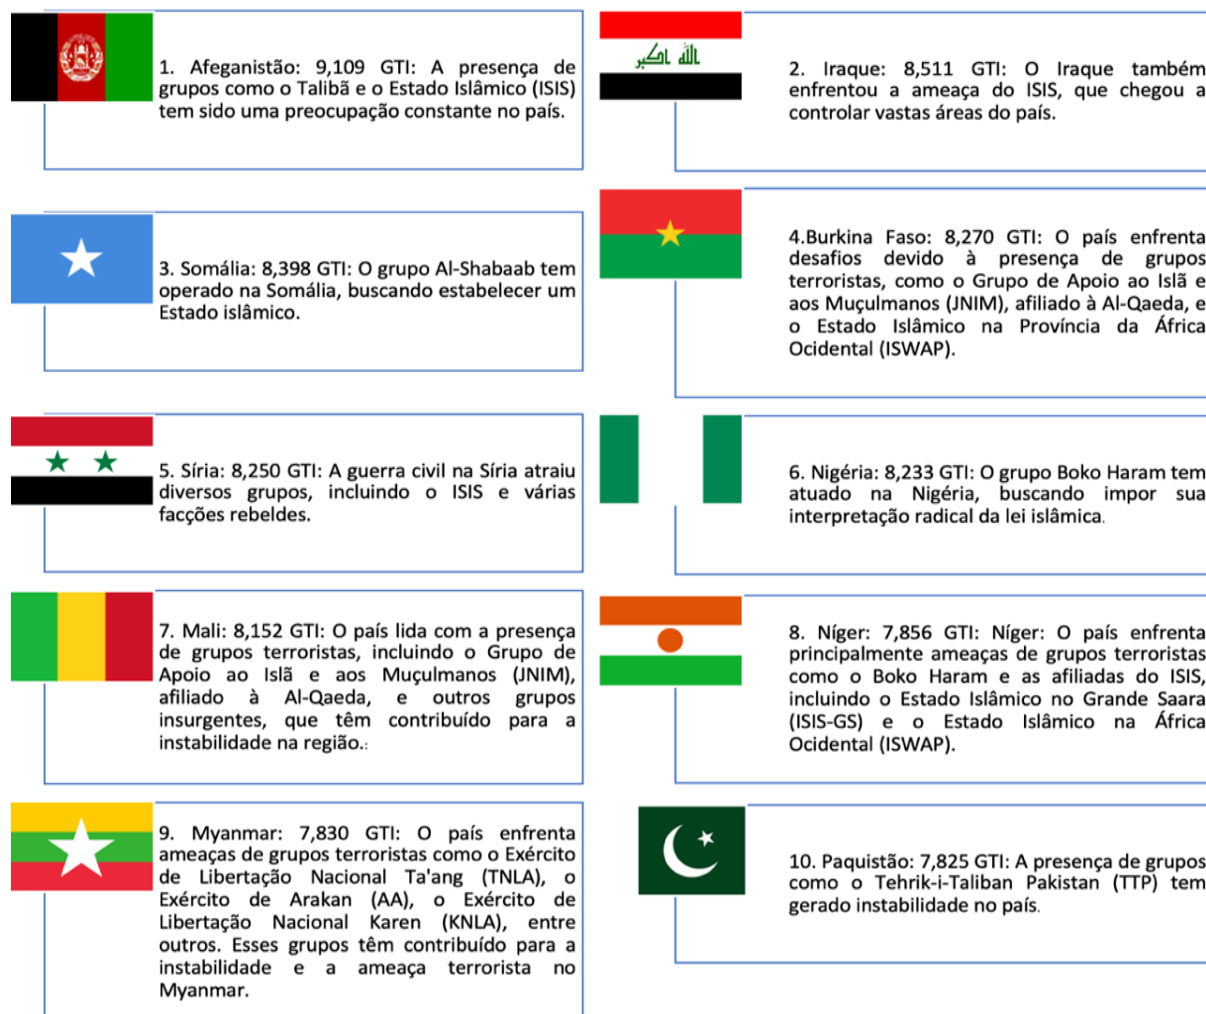 1. Afeganistão: 9,109 GTI: A presença de
grupos como o Talibã e o Estado Islâmico (ISIS)
tem sido uma preocupação constante no país.
الله اكبر
2. Iraque: 8,511 GTI: O Iraque também
enfrentou a ameaça do ISIS, que chegou a
controlar vastas áreas do país.
3. Somália: 8,398 GTI: O grupo Al-Shabaab tem
operado na Somália, buscando estabelecer um
Estado islâmico.
4.Burkina Faso: 8,270 GTI: O país enfrenta
desafios devido à presença de grupos
terroristas, como o Grupo de Apoio ao Islã e
aos Muçulmanos (JNIM), afiliado à Al-Qaeda, e
o Estado Islâmico na Província da África
Ocidental (ISWAP).
5. Síria: 8,250 GTI: A guerra civil na Síria atraiu
diversos grupos, incluindo o ISIS e várias
facções rebeldes.
6. Nigéria: 8,233 GTI: O grupo Boko Haram tem
atuado na Nigéria, buscando impor sua
interpretação radical da lei islâmica.
7. Mali: 8,152 GTI: O país lida com a presença
de grupos terroristas, incluindo o Grupo de
Apoio ao Islã e aos Muçulmanos (JNIM),
afiliado à Al-Qaeda, e outros grupos
insurgentes, que têm contribuído para a
instabilidade na região.:
8. Níger: 7,856 GTI: Níger: O país enfrenta
principalmente ameaças de grupos terroristas
como o Boko Haram e as afiliadas do ISIS,
incluindo o Estado Islâmico no Grande Saara
(ISIS-GS) e o Estado Islâmico na África
Ocidental (ISWAP).
9. Myanmar: 7,830 GTI: O país enfrenta
ameaças de grupos terroristas como o Exército
de Libertação Nacional Ta'ang (TNLA), o
Exército de Arakan (AA), o Exército de
Libertação Nacional Karen (KNLA), entre
outros. Esses grupos têm contribuído para a
instabilidade e a ameaça terrorista no
Myanmar.
10. Paquistão: 7,825 GTI: A presença de grupos
como o Tehrik-i-Taliban Pakistan (TTP) tem
gerado instabilidade no país.